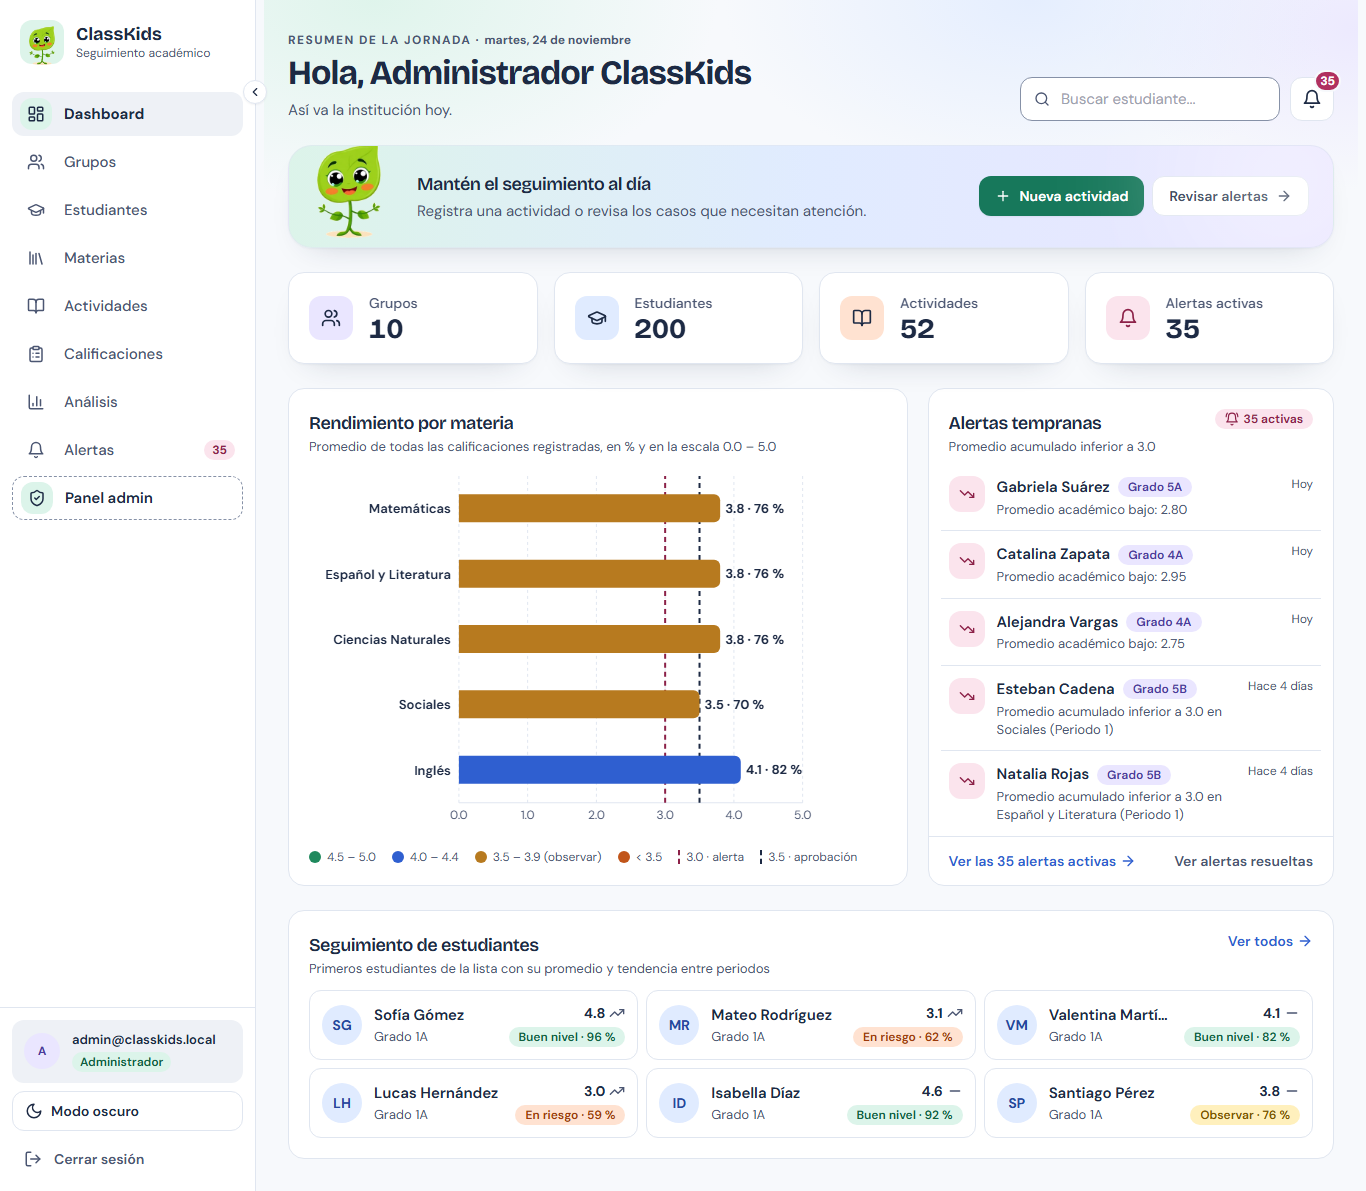 ClassKids
Seguimiento académico
Dashboard
Grupos
Estudiantes
Materias
Actividades
Calificaciones
Análisis
Alertas 35
Panel admin
admin@classkids.local
A
Administrador
Modo oscuro
Cerrar sesión
RESUMEN DE LA JORNADA · martes, 24 de noviembre
Hola, Administrador ClassKids
Así va la institución hoy.
Buscar estudiante...
35
Mantén el seguimiento al día
Registra una actividad o revisa los casos que necesitan atención.
+ Nueva actividad
Revisar alertas →
Grupos
10
Estudiantes
200
Actividades
52
Alertas activas
35
Rendimiento por materia
Promedio de todas las calificaciones registradas, en % y en la escala 0.0 – 5.0
Matemáticas 3.8 · 76 %
Español y Literatura 3.8 · 76 %
Ciencias Naturales 3.8 · 76 %
Sociales 3.5 · 70 %
Inglés 4.1 · 82 %
0.0 1.0 2.0 3.0 4.0 5.0
4.5 – 5.0 4.0 – 4.4 3.5 – 3.9 (observar) < 3.5 3.0 · alerta 3.5 · aprobación
Alertas tempranas
35 activas
Promedio acumulado inferior a 3.0
Gabriela Suárez Grado 5A Hoy
Promedio académico bajo: 2.80
Catalina Zapata Grado 4A Hoy
Promedio académico bajo: 2.95
Alejandra Vargas Grado 4A Hoy
Promedio académico bajo: 2.75
Esteban Cadena Grado 5B Hace 4 días
Promedio acumulado inferior a 3.0 en
Sociales (Periodo 1)
Natalia Rojas Grado 5B Hace 4 días
Promedio acumulado inferior a 3.0 en
Español y Literatura (Periodo 1)
Ver las 35 alertas activas → Ver alertas resueltas
Seguimiento de estudiantes
Ver todos →
Primeros estudiantes de la lista con su promedio y tendencia entre periodos
SG Sofía Gómez 4.8
Grado 1A Buen nivel · 96 %
MR Mateo Rodríguez 3.1
Grado 1A En riesgo · 62 %
VM Valentina Martí... 4.1
Grado 1A Buen nivel · 82 %
LH Lucas Hernández 3.0
Grado 1A En riesgo · 59 %
ID Isabella Díaz 4.6
Grado 1A Buen nivel · 92 %
SP Santiago Pérez 3.8
Grado 1A Observar · 76 %